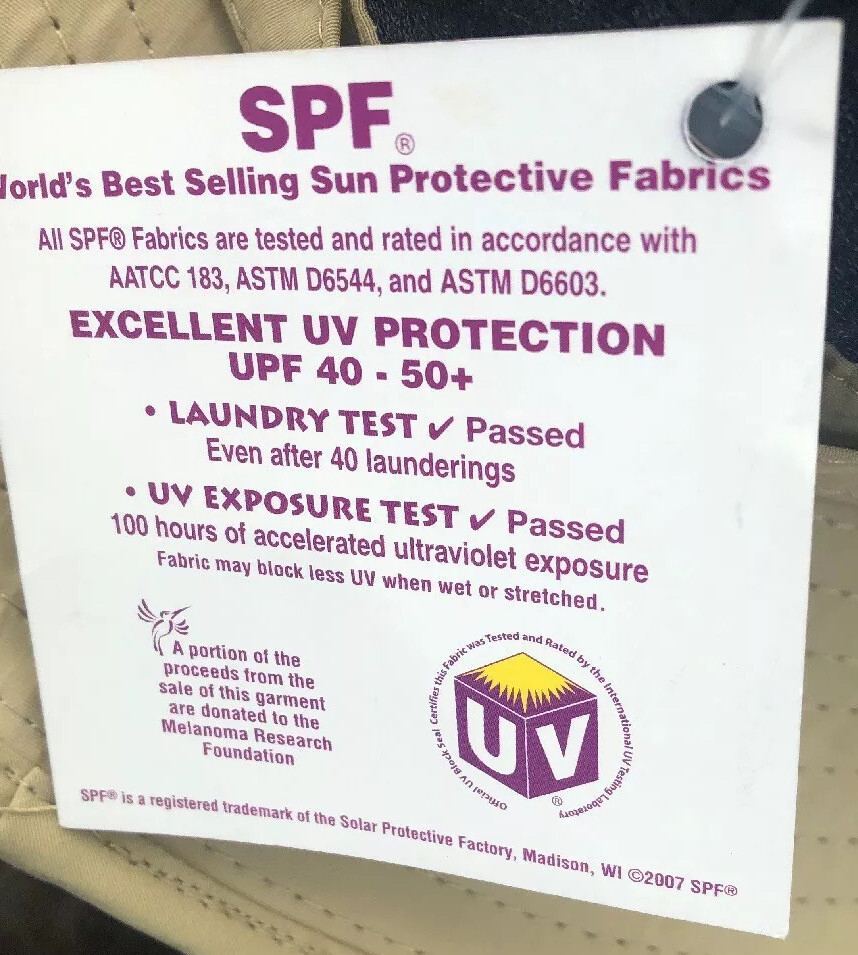 SPF®
World's Best Selling Sun Protective Fabrics
All SPF® Fabrics are tested and rated in accordance with
AATCC 183, ASTM D6544, and ASTM D6603.
EXCELLENT UV PROTECTION
UPF 40 - 50+
• LAUNDRY TEST ✓ Passed
Even after 40 launderings
• UV EXPOSURE TEST ✓ Passed
100 hours of accelerated ultraviolet exposure
Fabric may block less UV when wet or stretched.
A portion of the
proceeds from the
sale of this garment
are donated to the
Melanoma Research
Foundation
Official UV Block Seal Certifies this Fabric was Tested and Rated by the International UV Testing Laboratory
UV
®
SPF® is a registered trademark of the Solar Protective Factory, Madison, WI ©2007 SPF®